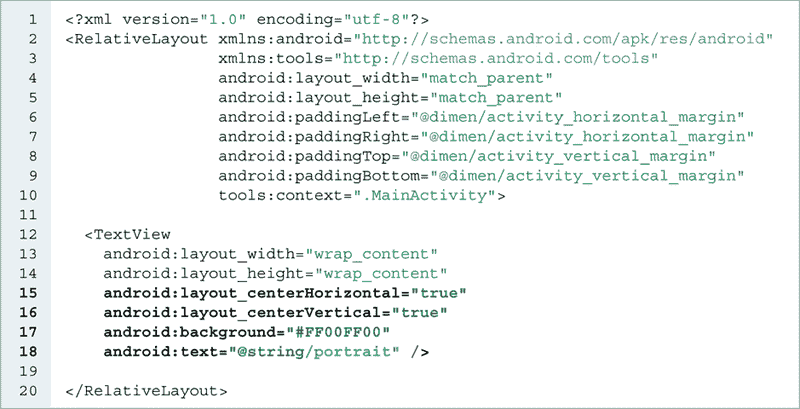 1 <?xml version="1.0" encoding="utf-8"?>
2 <RelativeLayout xmlns:android="http://schemas.android.com/apk/res/android"
3 xmlns:tools="http://schemas.android.com/tools"
4 android:layout_width="match_parent"
5 android:layout_height="match_parent"
6 android:paddingLeft="@dimen/activity_horizontal_margin"
7 android:paddingRight="@dimen/activity_horizontal_margin"
8 android:paddingTop="@dimen/activity_vertical_margin"
9 android:paddingBottom="@dimen/activity_vertical_margin"
10 tools:context=".MainActivity">
11
12 <TextView
13 android:layout_width="wrap_content"
14 android:layout_height="wrap_content"
15 android:layout_centerHorizontal="true"
16 android:layout_centerVertical="true"
17 android:background="#FF00FF00"
18 android:text="@string/portrait" />
19
20 </RelativeLayout>